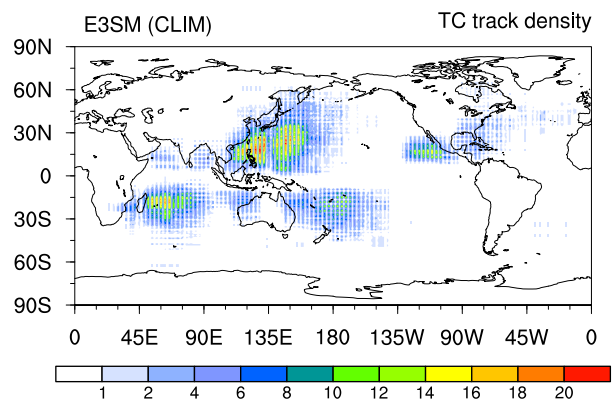 E3SM (CLIM) TC track density
90N
60N
30N
0
30S
60S
90S
0 45E 90E 135E 180 135W 90W 45W 0
1 2 4 6 8 10 12 14 16 18 20